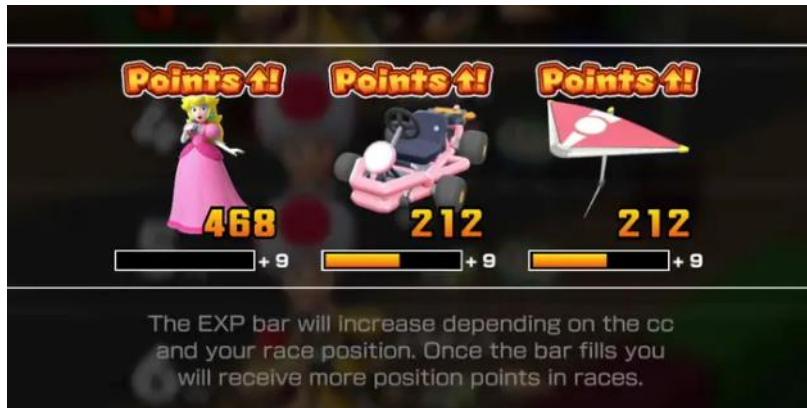 Points↑! Points↑! Points↑!
468 212 212
+ 9 + 9 + 9
The EXP bar will increase depending on the cc
and your race position. Once the bar fills you
will receive more position points in races.